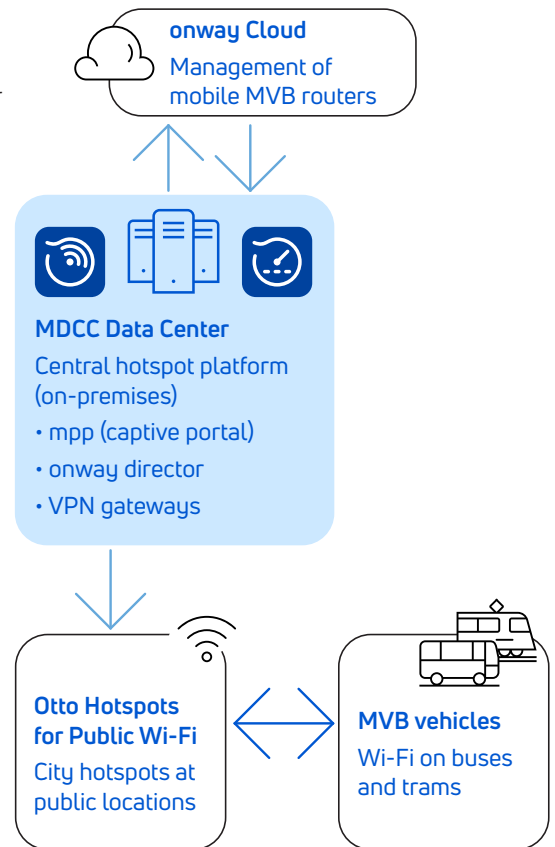 onway Cloud
Management of
mobile MVB routers
MDCC Data Center
Central hotspot platform
(on-premises)
• mpp (captive portal)
• onway director
• VPN gateways
Otto Hotspots
for Public Wi-Fi
City hotspots at
public locations
MVB vehicles
Wi-Fi on buses
and trams